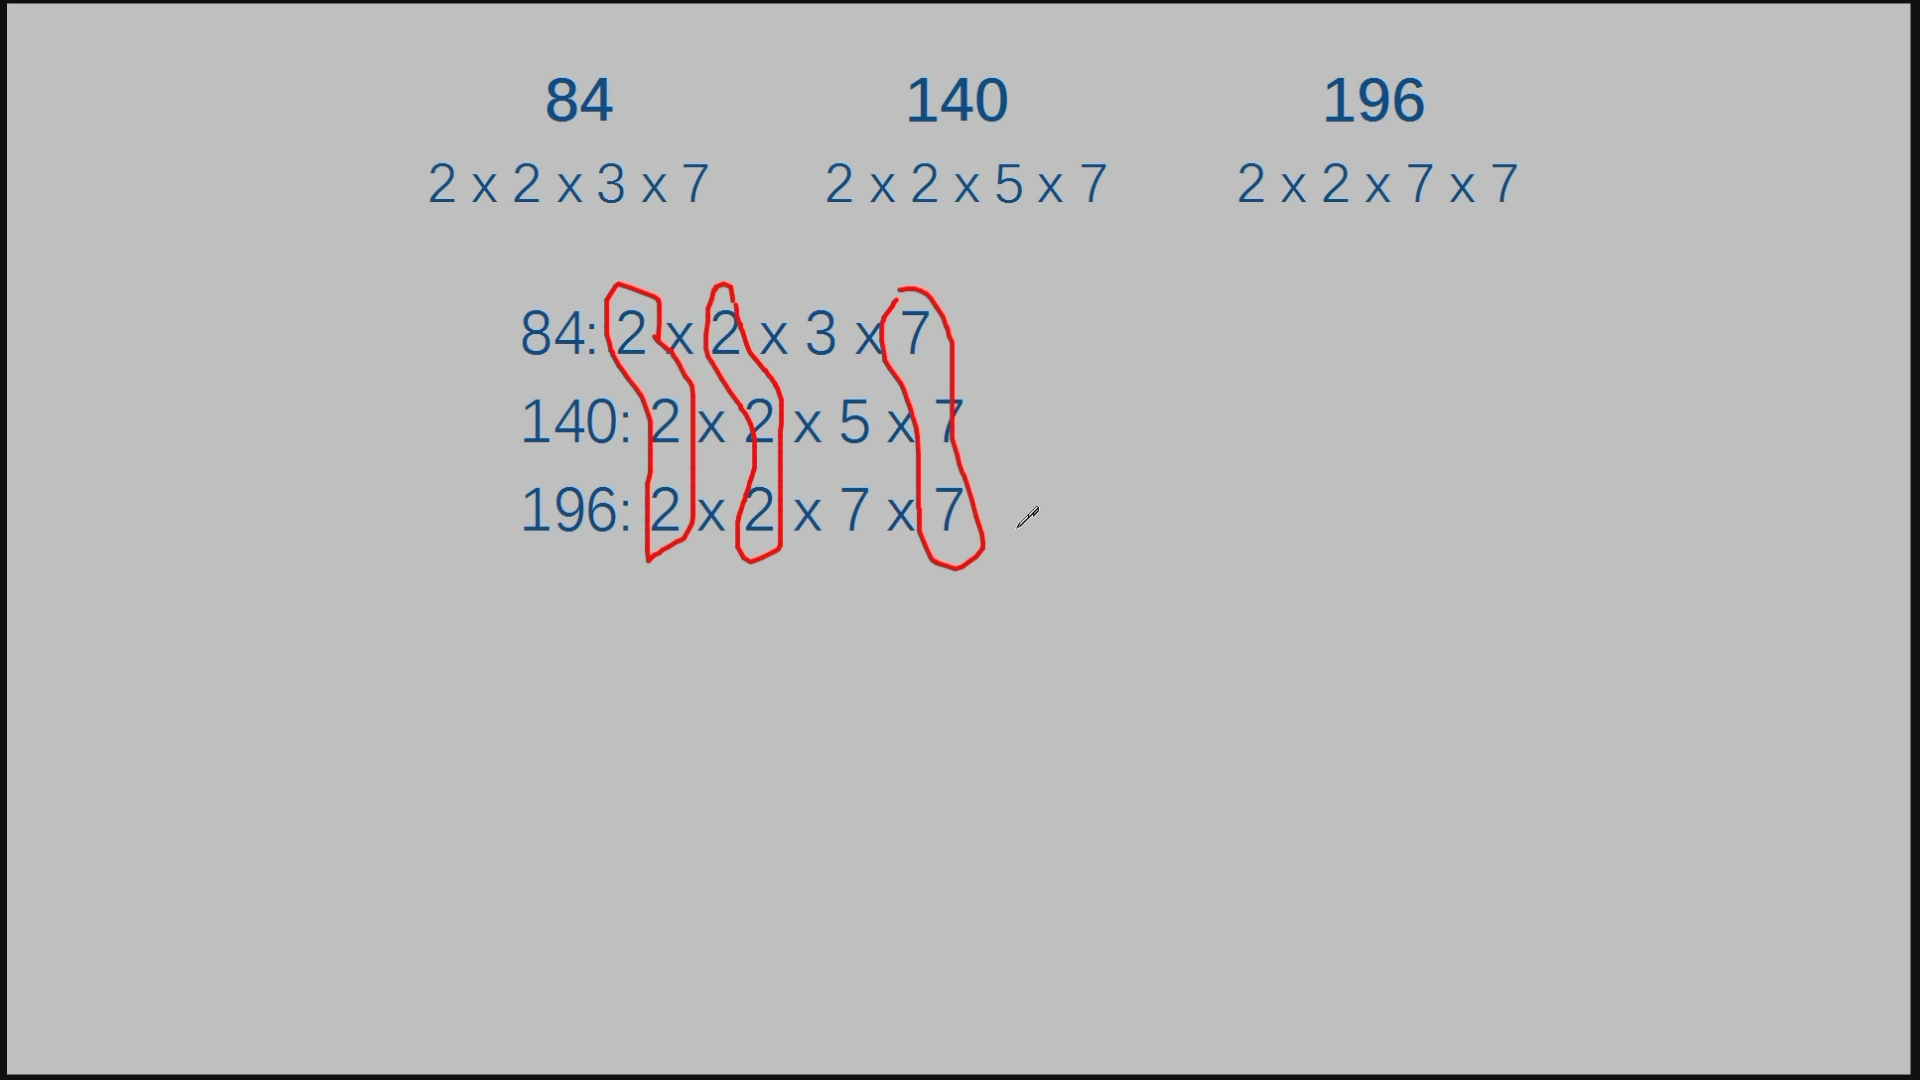 84 140 196
2 x 2 x 3 x 7 2 x 2 x 5 x 7 2 x 2 x 7 x 7
84: 2 x 2 x 3 x 7
140: 2 x 2 x 5 x 7
196: 2 x 2 x 7 x 7